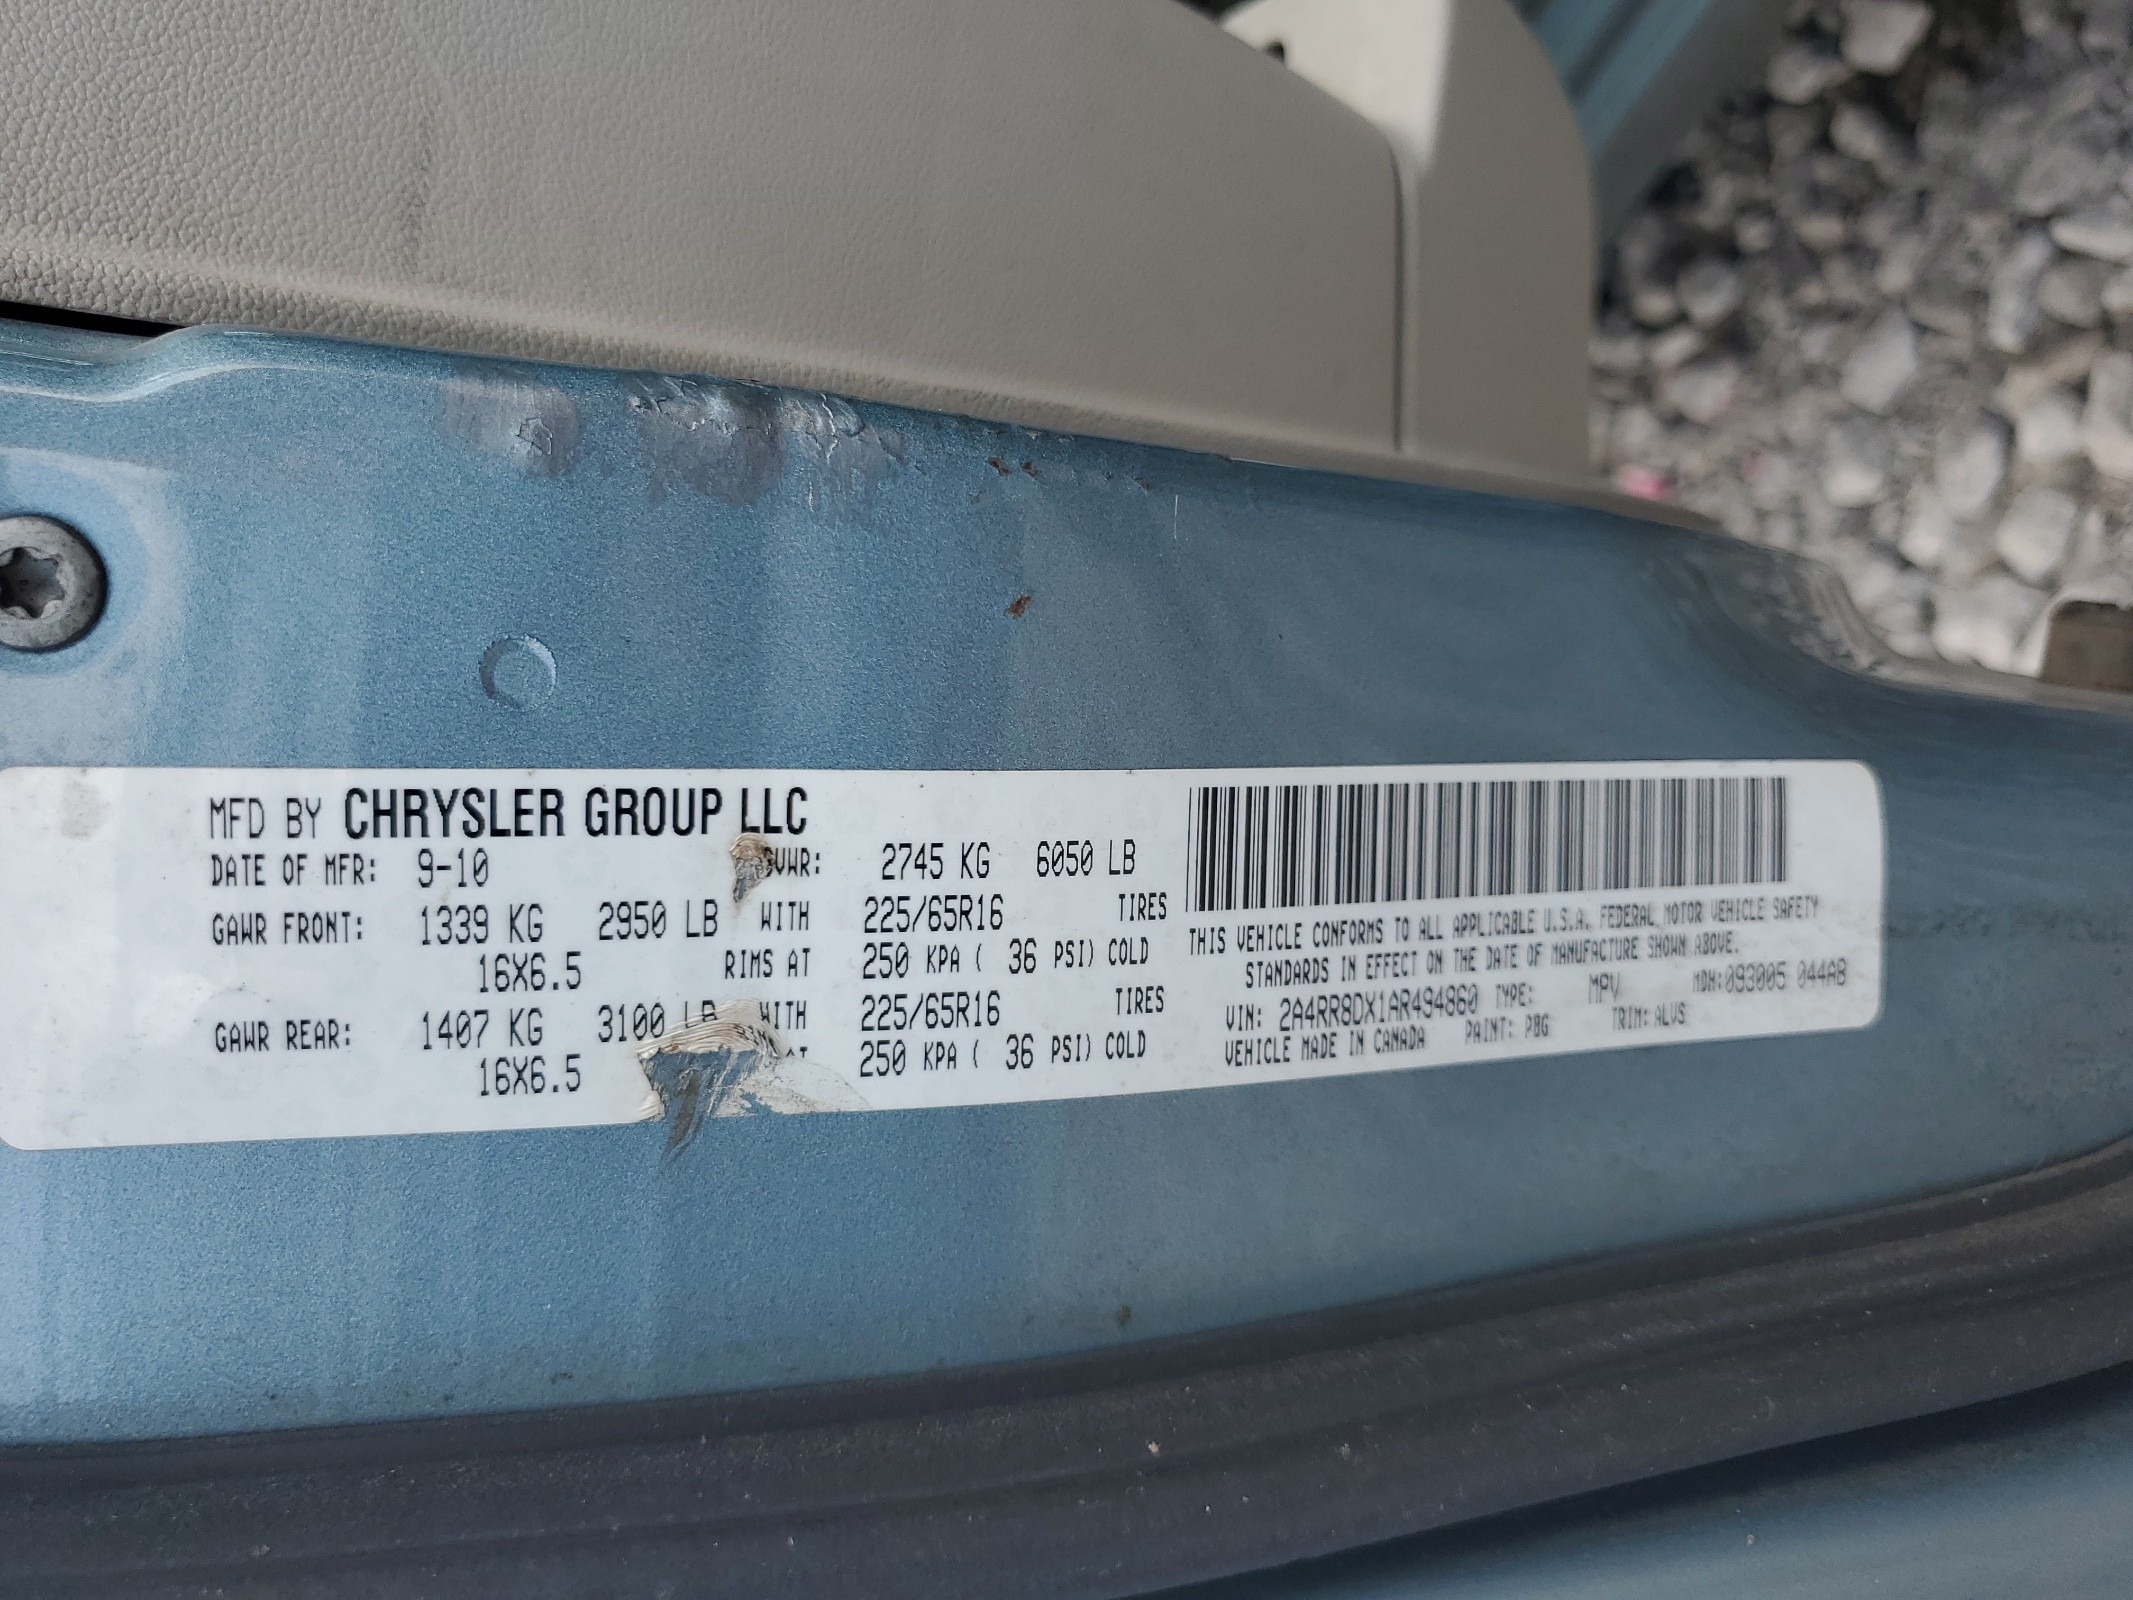 MFD BY CHRYSLER GROUP LLC
DATE OF MFR: 9-10 GVWR: 2745 KG 6050 LB
GAWR FRONT: 1339 KG 2950 LB WITH 225/65R16 TIRES
16X6.5 RIMS AT 250 KPA ( 36 PSI) COLD
GAWR REAR: 1407 KG 3100 LB WITH 225/65R16 TIRES
16X6.5 AT 250 KPA ( 36 PSI) COLD
THIS VEHICLE CONFORMS TO ALL APPLICABLE U.S.A. FEDERAL MOTOR VEHICLE SAFETY
STANDARDS IN EFFECT ON THE DATE OF MANUFACTURE SHOWN ABOVE.
VIN: 2A4RR8DX1AR494860 TYPE: MPV MDH:093005 044AB
VEHICLE MADE IN CANADA PAINT: PBG TRIM: ALVS